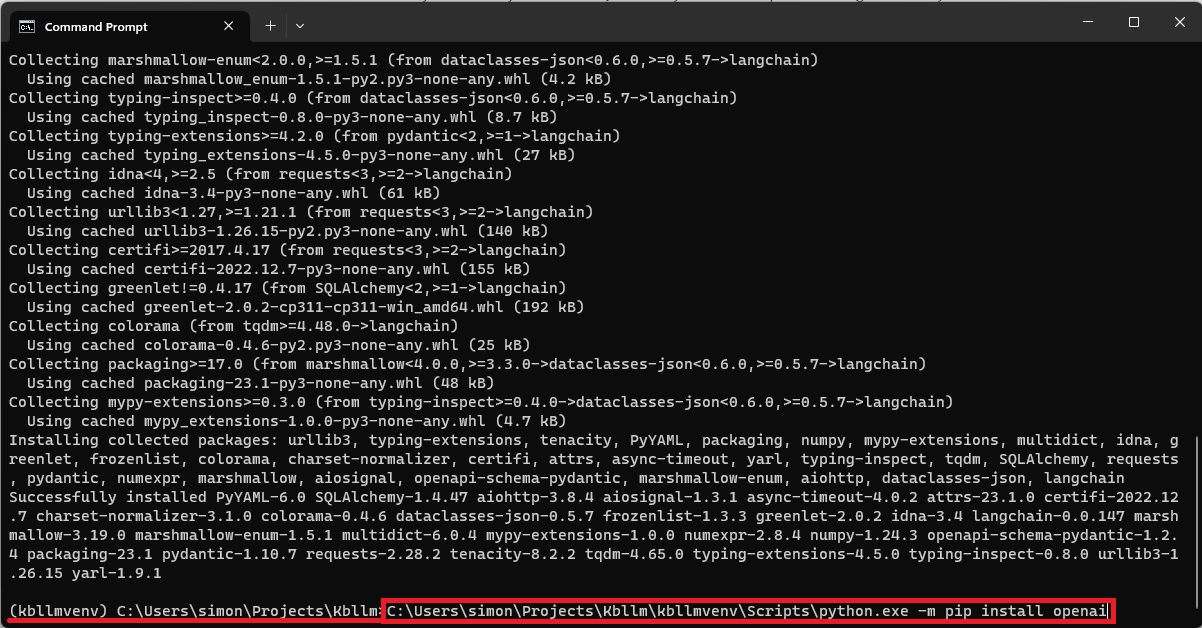 Command Prompt
Collecting marshmallow-enum<2.0.0,>=1.5.1 (from dataclasses-json<0.6.0,>=0.5.7->langchain)
  Using cached marshmallow_enum-1.5.1-py2.py3-none-any.whl (4.2 kB)
Collecting typing-inspect>=0.4.0 (from dataclasses-json<0.6.0,>=0.5.7->langchain)
  Using cached typing_inspect-0.8.0-py3-none-any.whl (8.7 kB)
Collecting typing-extensions>=4.2.0 (from pydantic<2,>=1->langchain)
  Using cached typing_extensions-4.5.0-py3-none-any.whl (27 kB)
Collecting idna<4,>=2.5 (from requests<3,>=2->langchain)
  Using cached idna-3.4-py3-none-any.whl (61 kB)
Collecting urllib3<1.27,>=1.21.1 (from requests<3,>=2->langchain)
  Using cached urllib3-1.26.15-py2.py3-none-any.whl (140 kB)
Collecting certifi>=2017.4.17 (from requests<3,>=2->langchain)
  Using cached certifi-2022.12.7-py3-none-any.whl (155 kB)
Collecting greenlet!=0.4.17 (from SQLAlchemy<2,>=1->langchain)
  Using cached greenlet-2.0.2-cp311-cp311-win_amd64.whl (192 kB)
Collecting colorama (from tqdm>=4.48.0->langchain)
  Using cached colorama-0.4.6-py2.py3-none-any.whl (25 kB)
Collecting packaging>=17.0 (from marshmallow<4.0.0,>=3.3.0->dataclasses-json<0.6.0,>=0.5.7->langchain)
  Using cached packaging-23.1-py3-none-any.whl (48 kB)
Collecting mypy-extensions>=0.3.0 (from typing-inspect>=0.4.0->dataclasses-json<0.6.0,>=0.5.7->langchain)
  Using cached mypy_extensions-1.0.0-py3-none-any.whl (4.7 kB)
Installing collected packages: urllib3, typing-extensions, tenacity, PyYAML, packaging, numpy, mypy-extensions, multidict, idna, g
reenlet, frozenlist, colorama, charset-normalizer, certifi, attrs, async-timeout, yarl, typing-inspect, tqdm, SQLAlchemy, requests
, pydantic, numexpr, marshmallow, aiosignal, openapi-schema-pydantic, marshmallow-enum, aiohttp, dataclasses-json, langchain
Successfully installed PyYAML-6.0 SQLAlchemy-1.4.47 aiohttp-3.8.4 aiosignal-1.3.1 async-timeout-4.0.2 attrs-23.1.0 certifi-2022.12
.7 charset-normalizer-3.1.0 colorama-0.4.6 dataclasses-json-0.5.7 frozenlist-1.3.3 greenlet-2.0.2 idna-3.4 langchain-0.0.147 marsh
mallow-3.19.0 marshmallow-enum-1.5.1 multidict-6.0.4 mypy-extensions-1.0.0 numexpr-2.8.4 numpy-1.24.3 openapi-schema-pydantic-1.2.
4 packaging-23.1 pydantic-1.10.7 requests-2.28.2 tenacity-8.2.2 tqdm-4.65.0 typing-extensions-4.5.0 typing-inspect-0.8.0 urllib3-1
.26.15 yarl-1.9.1
(kbllmvenv) C:\Users\simon\Projects\Kbllm>C:\Users\simon\Projects\Kbllm\kbllmvenv\Scripts\python.exe -m pip install openai